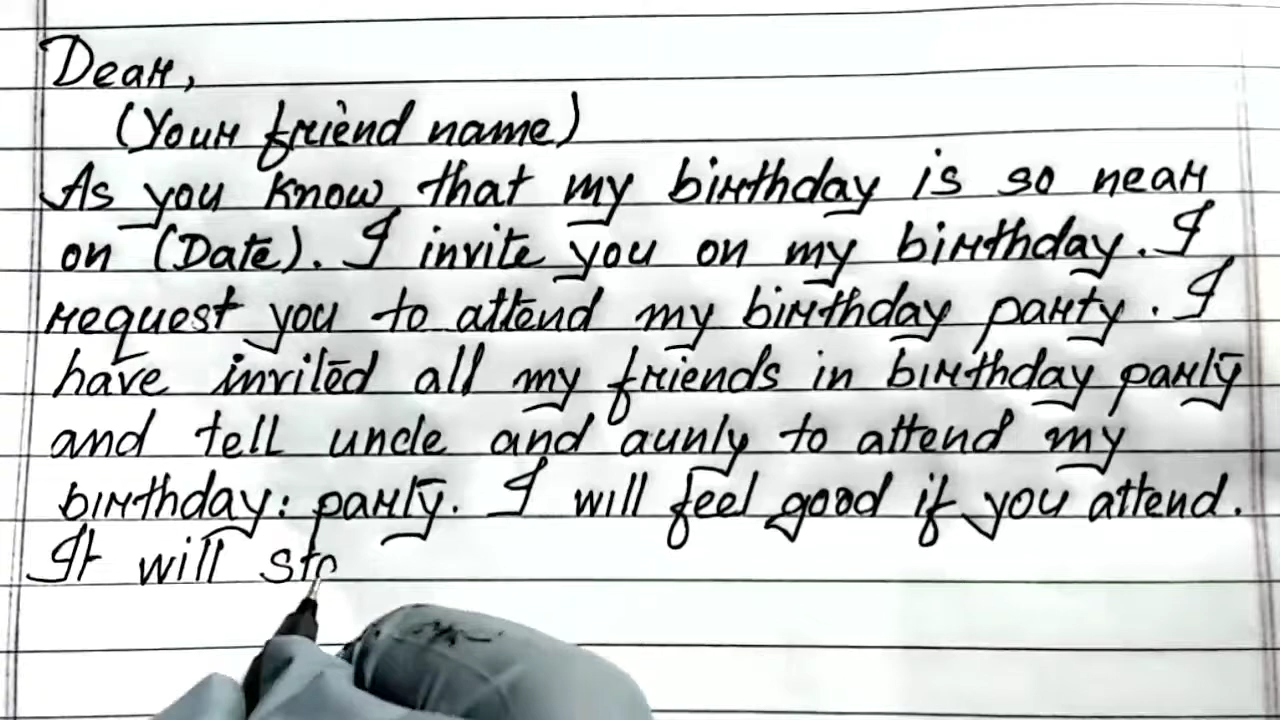 Dear,
(Your friend name)
As you know that my birthday is so near
on (Date). I invite you on my birthday. I
request you to attend my birthday party. I
have invited all my friends in birthday party
and tell uncle and aunty to attend my
birthday: party. I will feel good if you attend.
It will